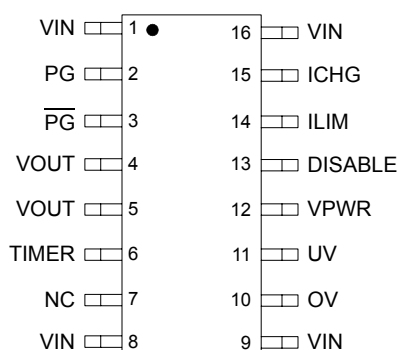 VIN 1 16 VIN
PG 2 15 ICHG
P̅G̅ 3 14 ILIM
VOUT 4 13 DISABLE
VOUT 5 12 VPWR
TIMER 6 11 UV
NC 7 10 OV
VIN 8 9 VIN